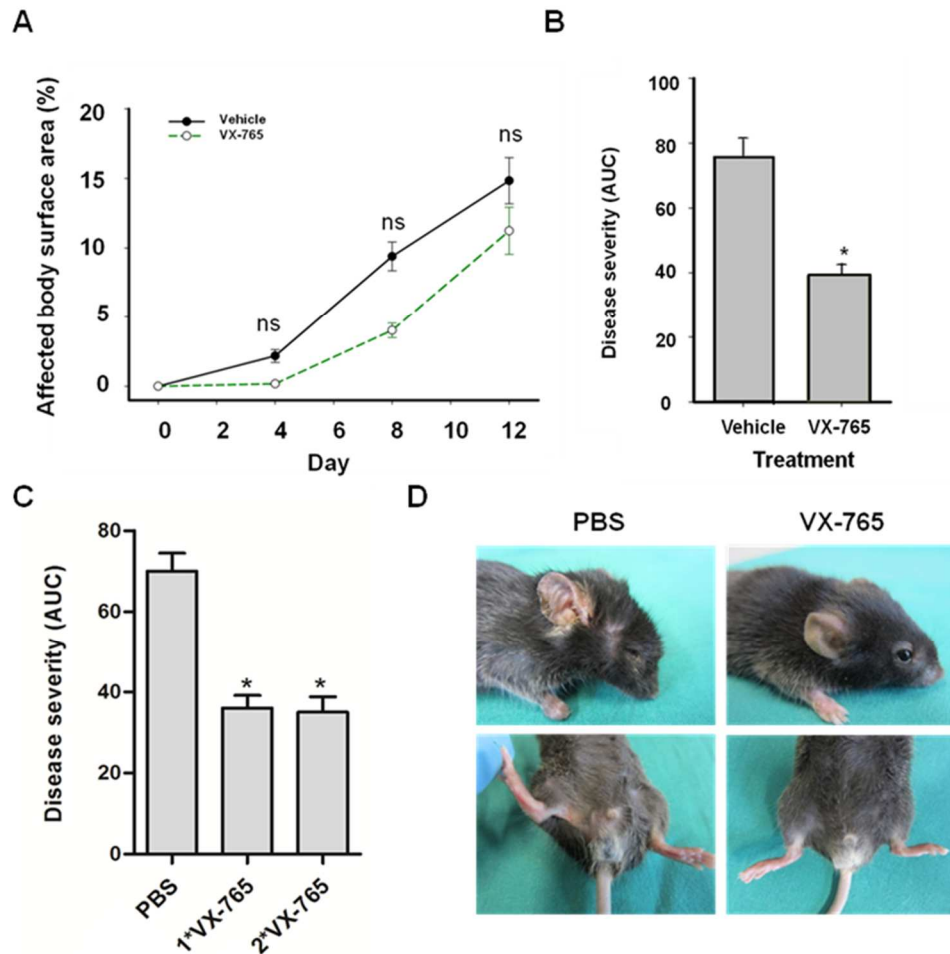 A
Affected body surface area (%)
20
15
10
5
0
Vehicle
VX-765
ns
ns
ns
0 2 4 6 8 10 12
Day
B
Disease severity (AUC)
100
80
60
40
20
0
*
Vehicle VX-765
Treatment
C
Disease severity (AUC)
80
60
40
20
0
* *
PBS
1*VX-765
2*VX-765
D
PBS VX-765